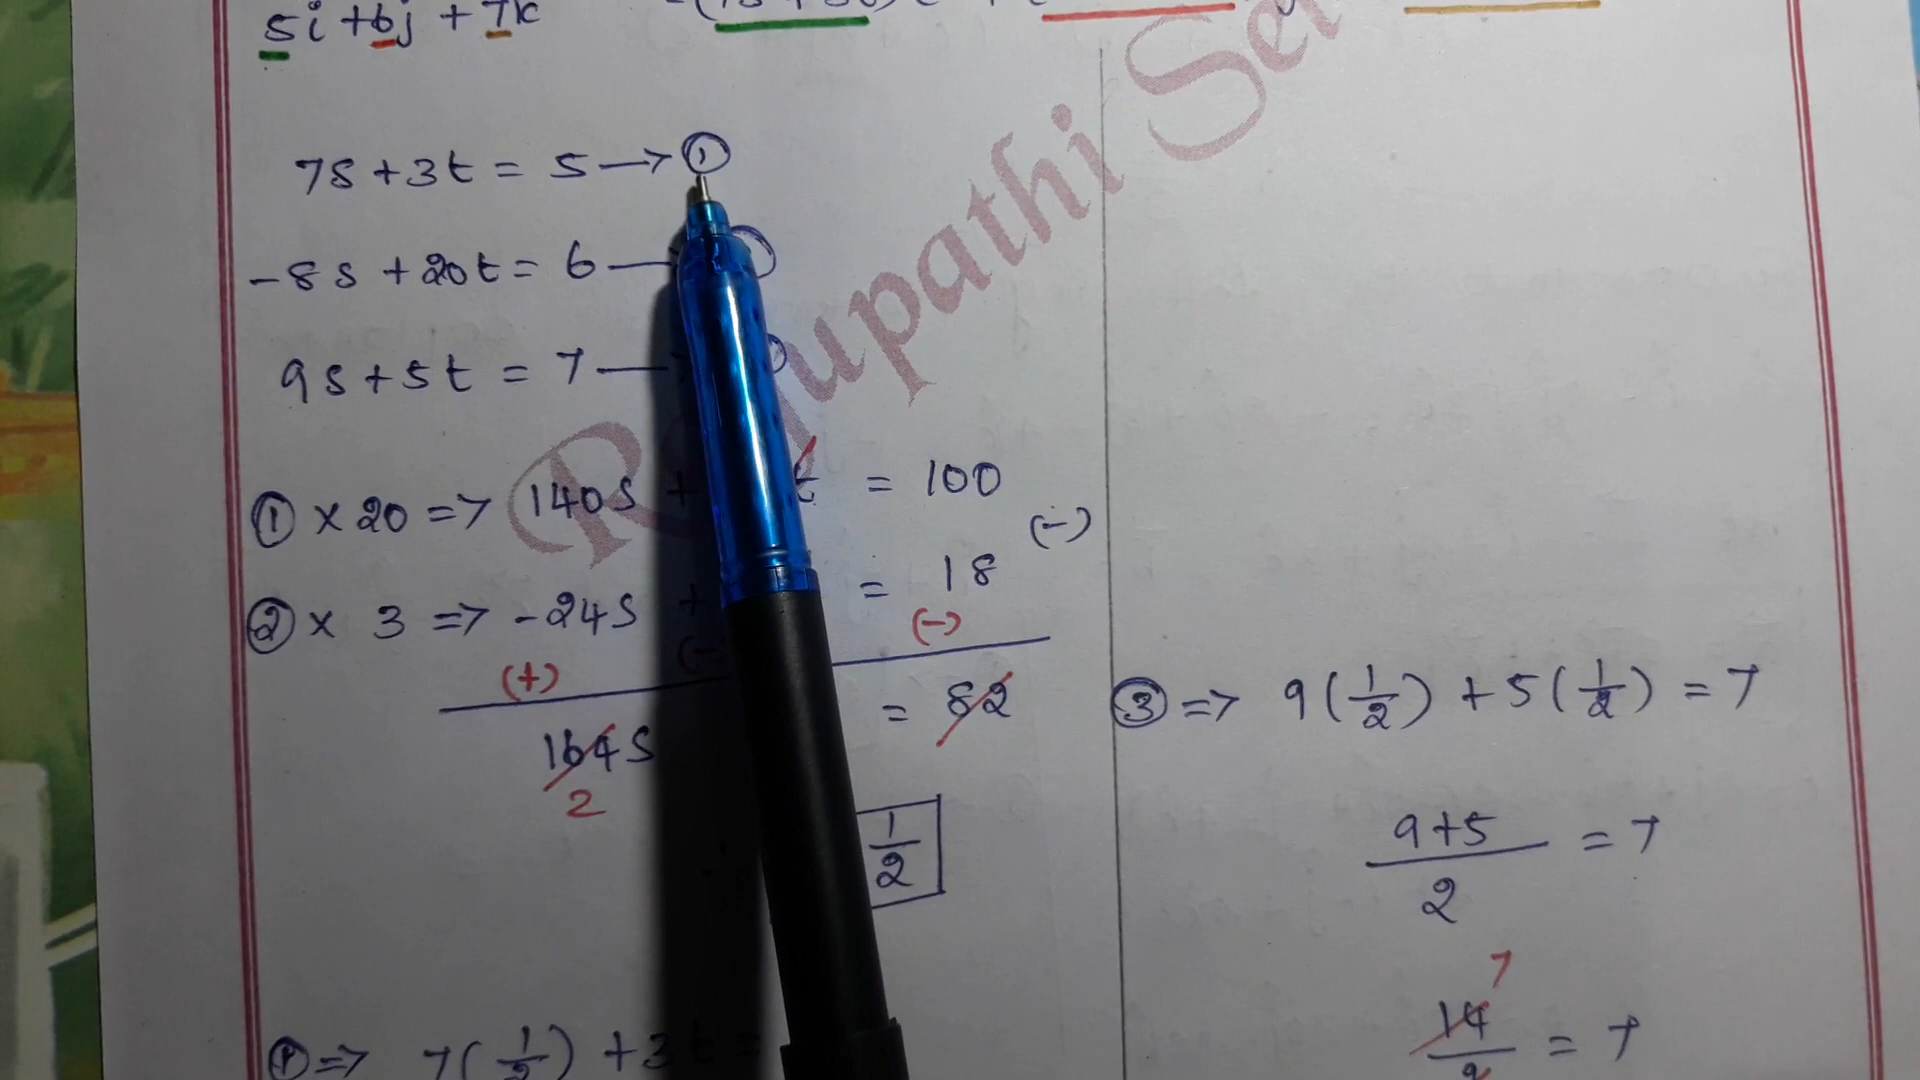 5i + 6j + 7k
7s + 3t = 5 → ①
-8s + 20t = 6 —
9s + 5t = 7 —
① × 20 => 140s + t = 100
(-)
② × 3 => -24s + = 18
(+) (- (-)
164s = 82
2
1/2
① => 7(1/2) + 3t =
③ => 9(1/2) + 5(1/2) = 7
9+5/2 = 7
7
14/2 = 7